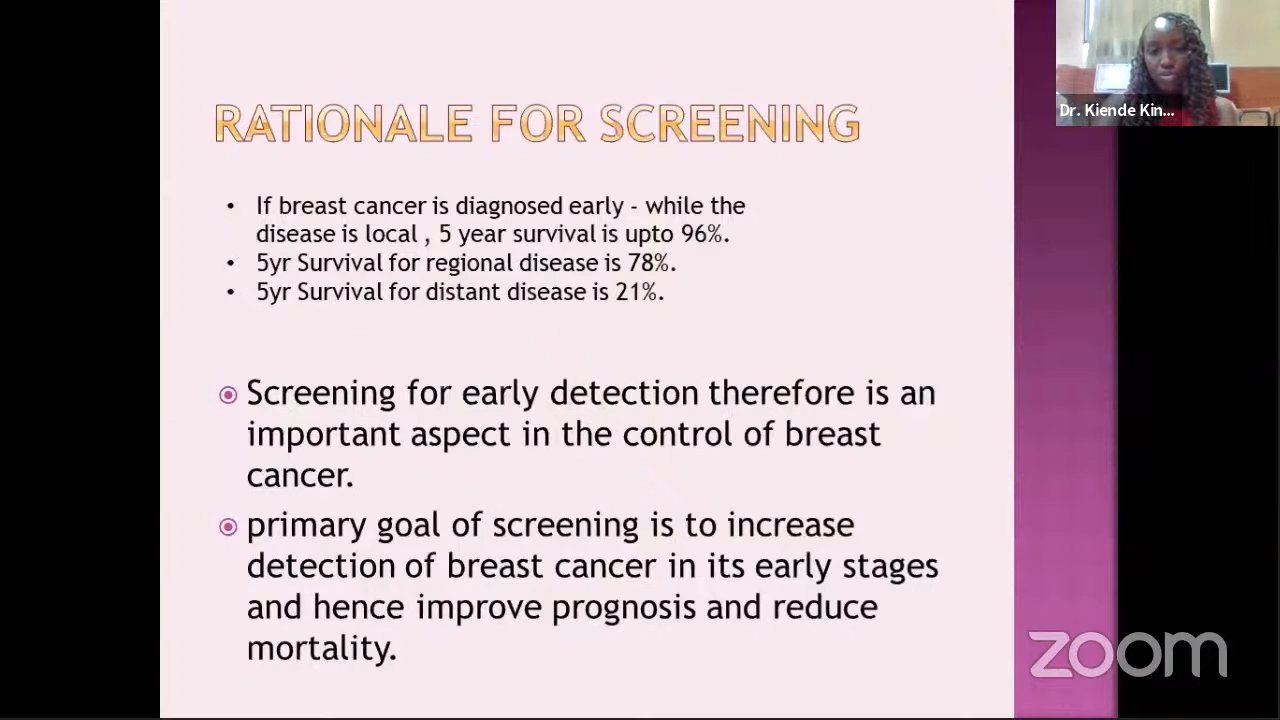 Dr. Kiende Kin...
RATIONALE FOR SCREENING
• If breast cancer is diagnosed early - while the
disease is local , 5 year survival is upto 96%.
• 5yr Survival for regional disease is 78%.
• 5yr Survival for distant disease is 21%.
Screening for early detection therefore is an
important aspect in the control of breast
cancer.
primary goal of screening is to increase
detection of breast cancer in its early stages
and hence improve prognosis and reduce
mortality.
zoom